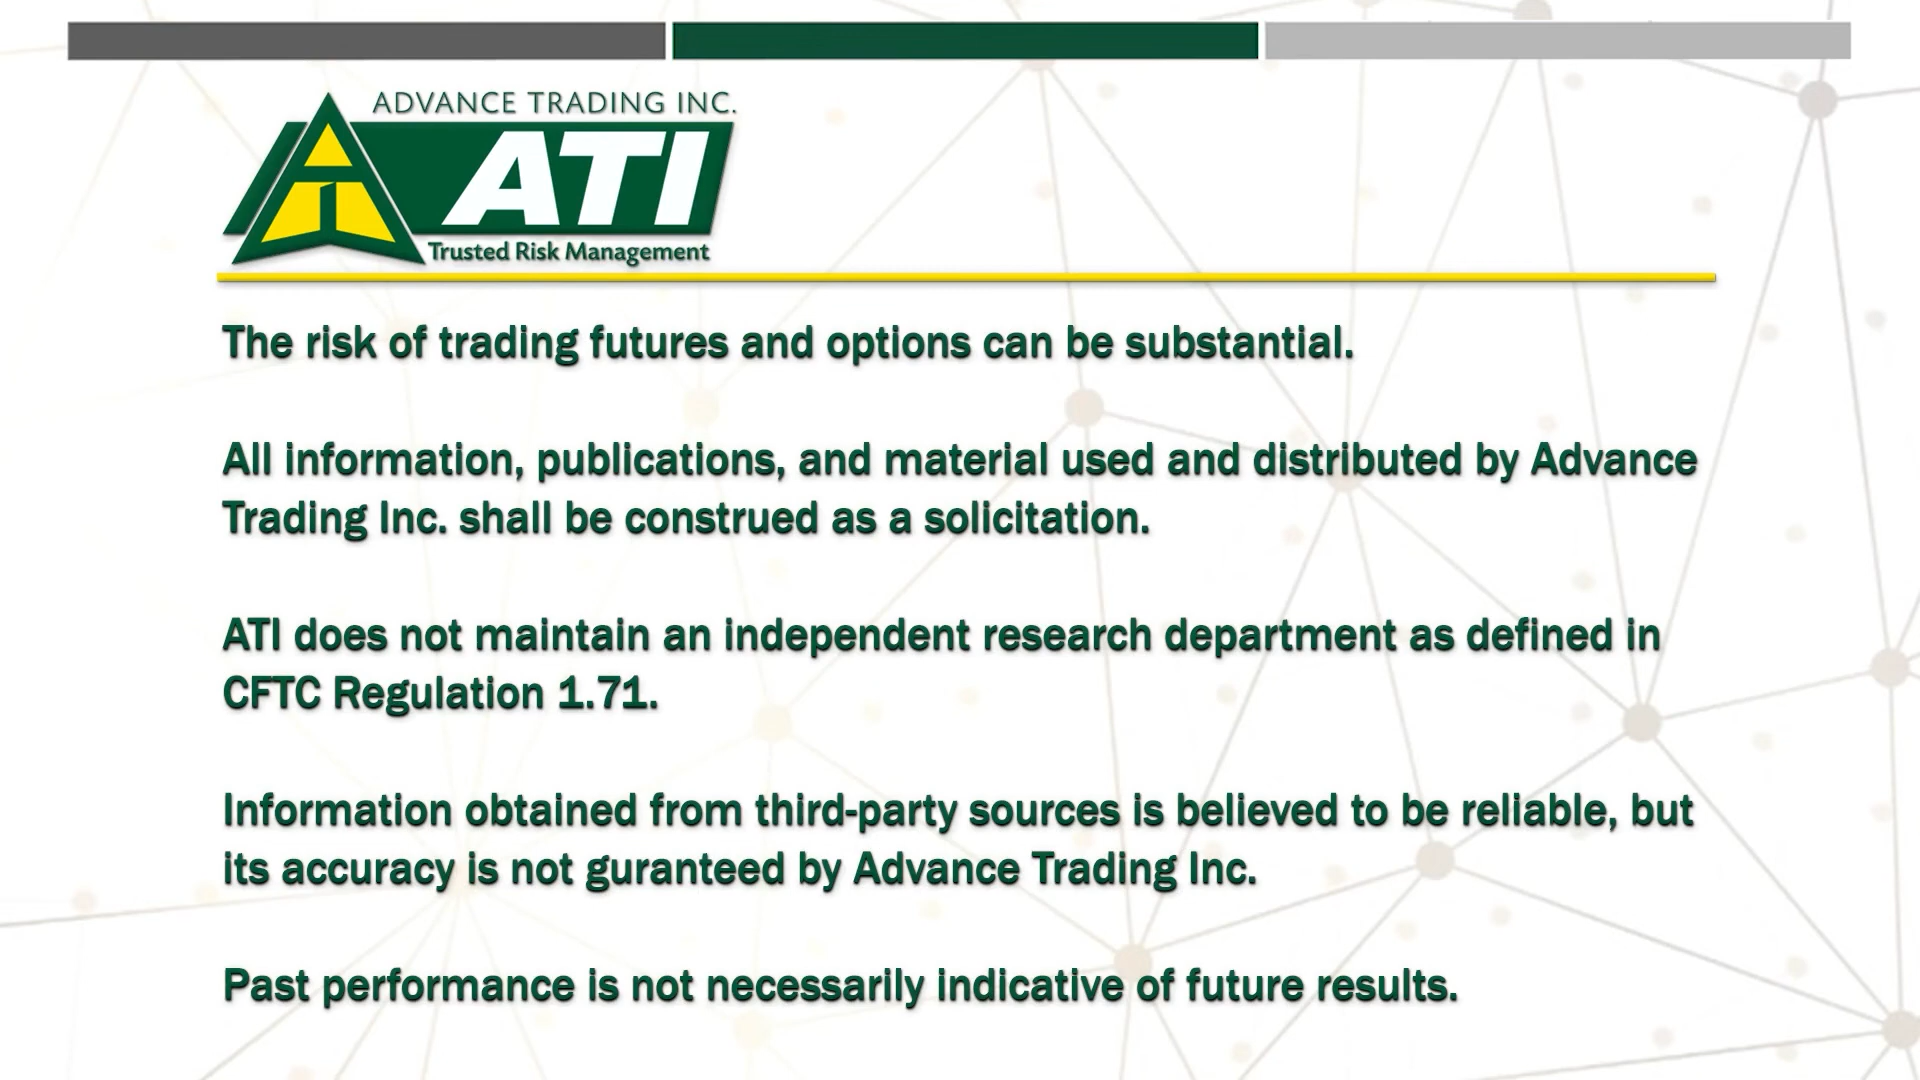 ADVANCE TRADING INC.
ATI
Trusted Risk Management
The risk of trading futures and options can be substantial.
All information, publications, and material used and distributed by Advance
Trading Inc. shall be construed as a solicitation.
ATI does not maintain an independent research department as defined in
CFTC Regulation 1.71.
Information obtained from third-party sources is believed to be reliable, but
its accuracy is not guranteed by Advance Trading Inc.
Past performance is not necessarily indicative of future results.